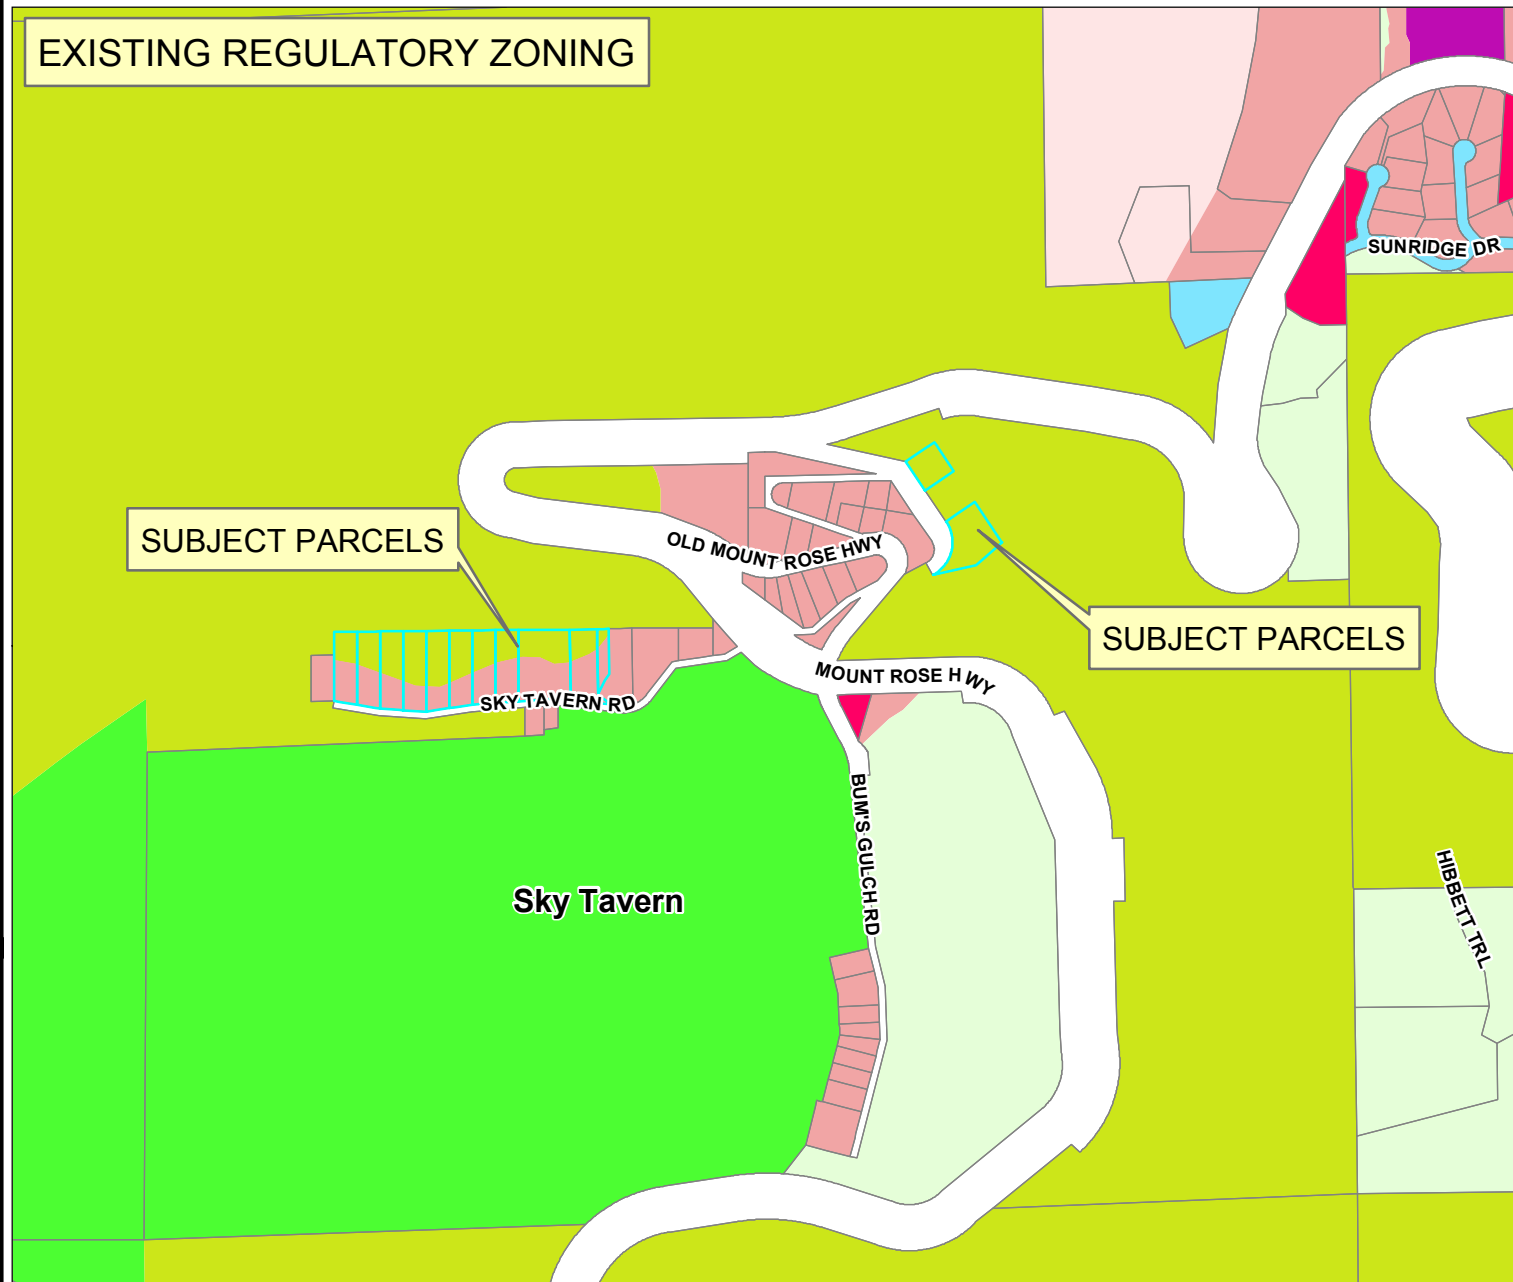 EXISTING REGULATORY ZONING
SUNRIDGE DR
SUBJECT PARCELS
OLD MOUNT ROSE HWY
SUBJECT PARCELS
MOUNT ROSE HWY
SKY TAVERN RD
BUM'S GULCH RD
HIBBETT TRL
Sky Tavern